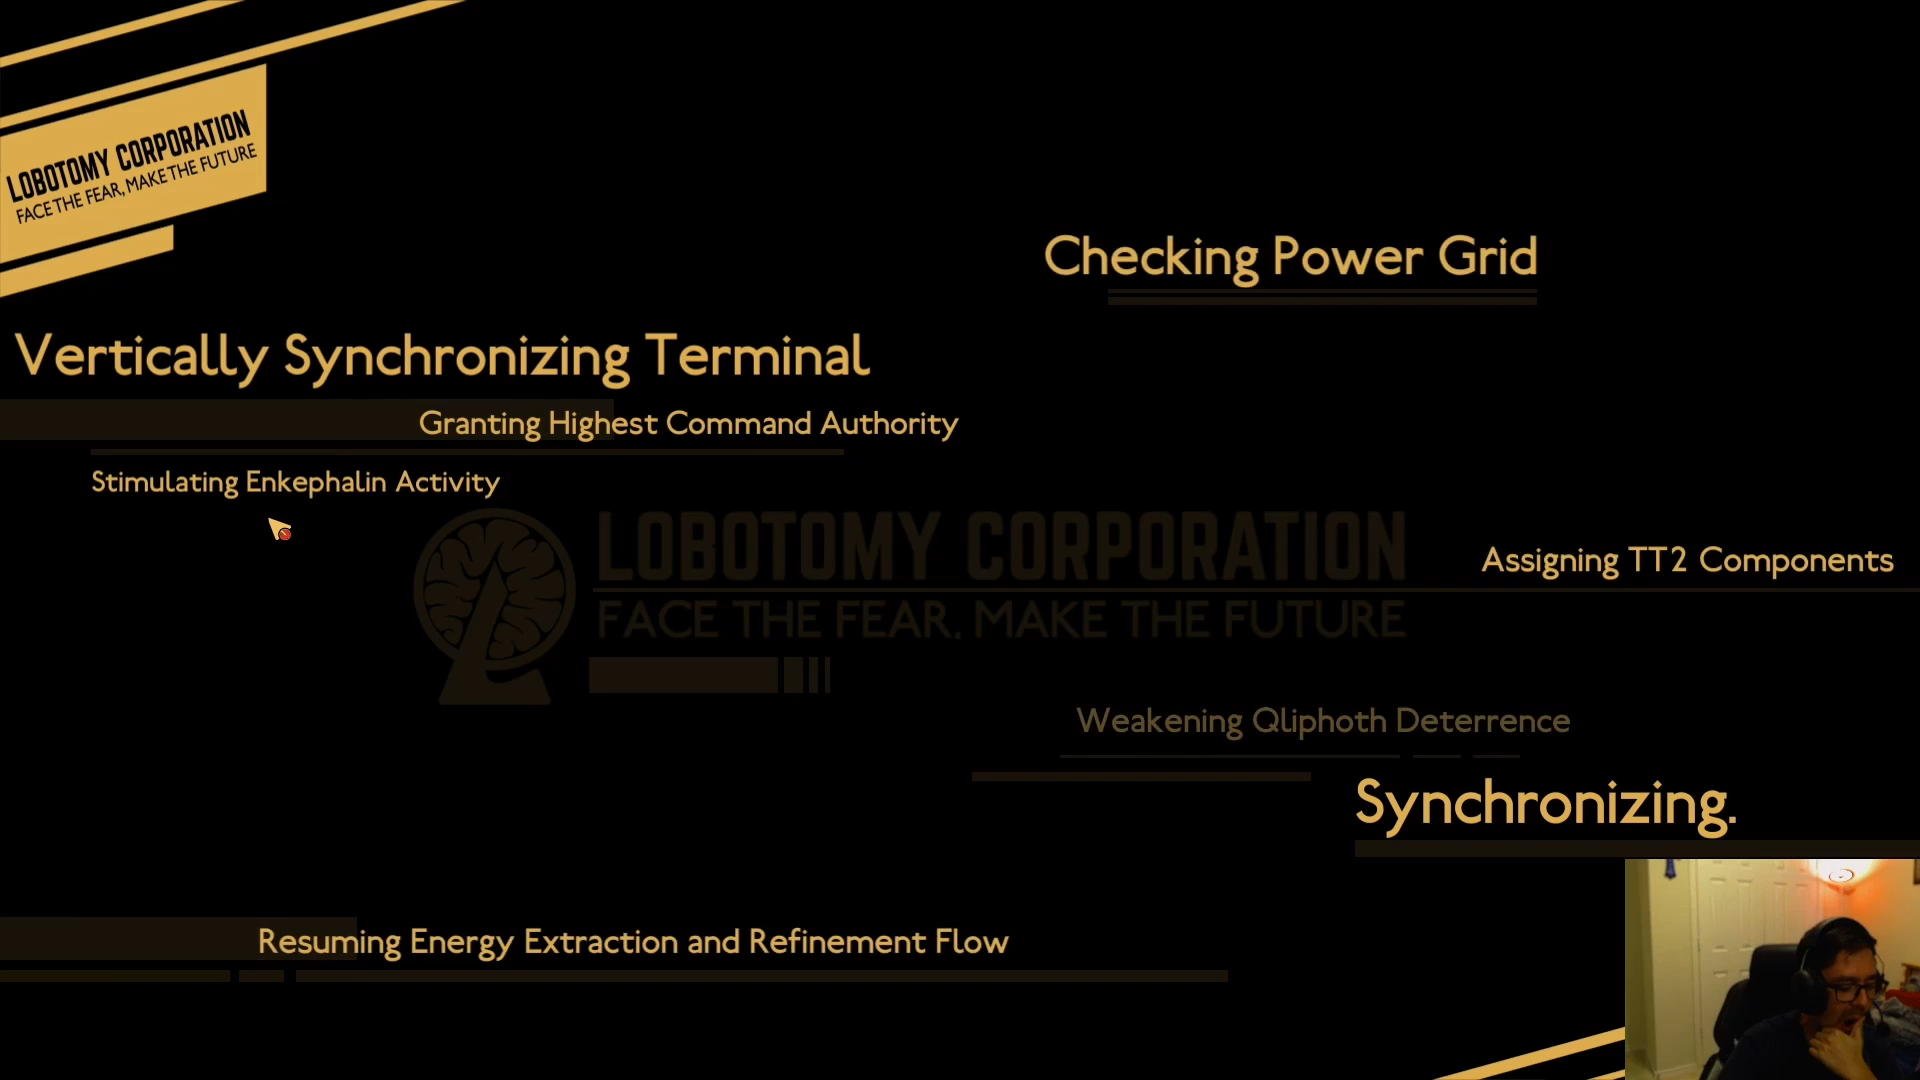 LOBOTOMY CORPORATION
FACE THE FEAR, MAKE THE FUTURE
Checking Power Grid
Vertically Synchronizing Terminal
Granting Highest Command Authority
Stimulating Enkephalin Activity
LOBOTOMY CORPORATION
FACE THE FEAR, MAKE THE FUTURE
Assigning TT2 Components
Weakening Qliphoth Deterrence
Synchronizing.
Resuming Energy Extraction and Refinement Flow